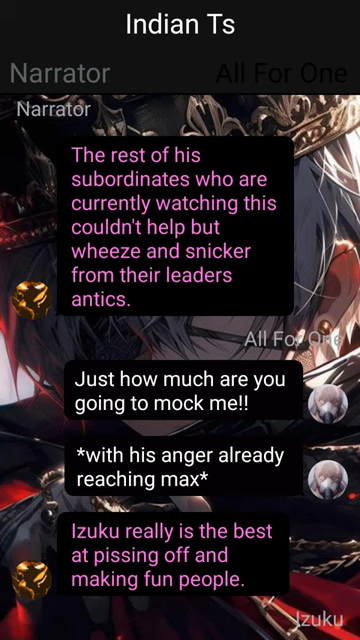 Indian Ts
Narrator All For One
Narrator
The rest of his
subordinates who are
currently watching this
couldn't help but
wheeze and snicker
from their leaders
antics.
All For One
Just how much are you
going to mock me!!
*with his anger already
reaching max*
Izuku really is the best
at pissing off and
making fun people.
Izuku